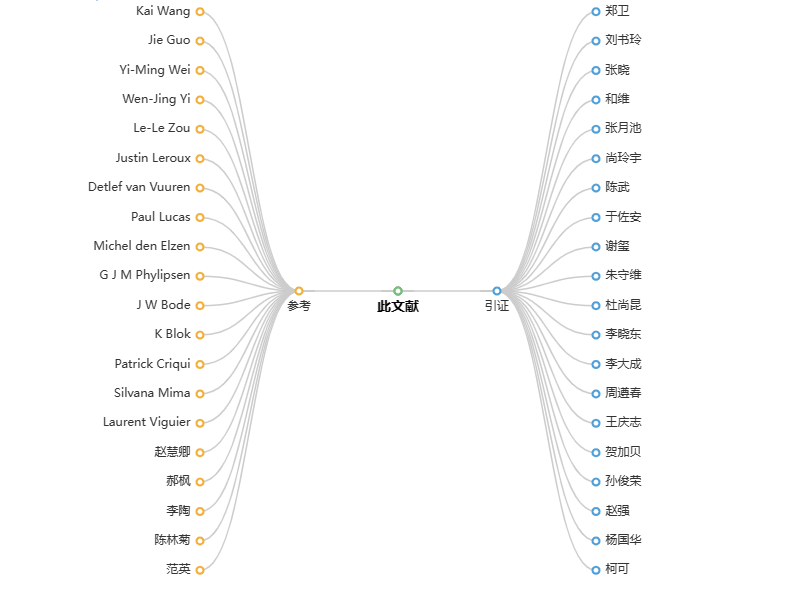 Kai Wang
Jie Guo
Yi-Ming Wei
Wen-Jing Yi
Le-Le Zou
Justin Leroux
Detlef van Vuuren
Paul Lucas
Michel den Elzen
G J M Phylipsen
J W Bode
K Blok
Patrick Criqui
Silvana Mima
Laurent Viguier
赵慧卿
郝枫
李陶
陈林菊
范英
参考
此文献
引证
郑卫
刘书玲
张晓
和维
张月池
尚玲宇
陈武
于佐安
谢玺
朱守维
杜尚昆
李晓东
李大成
周遵春
王庆志
贺加贝
孙俊荣
赵强
杨国华
柯可